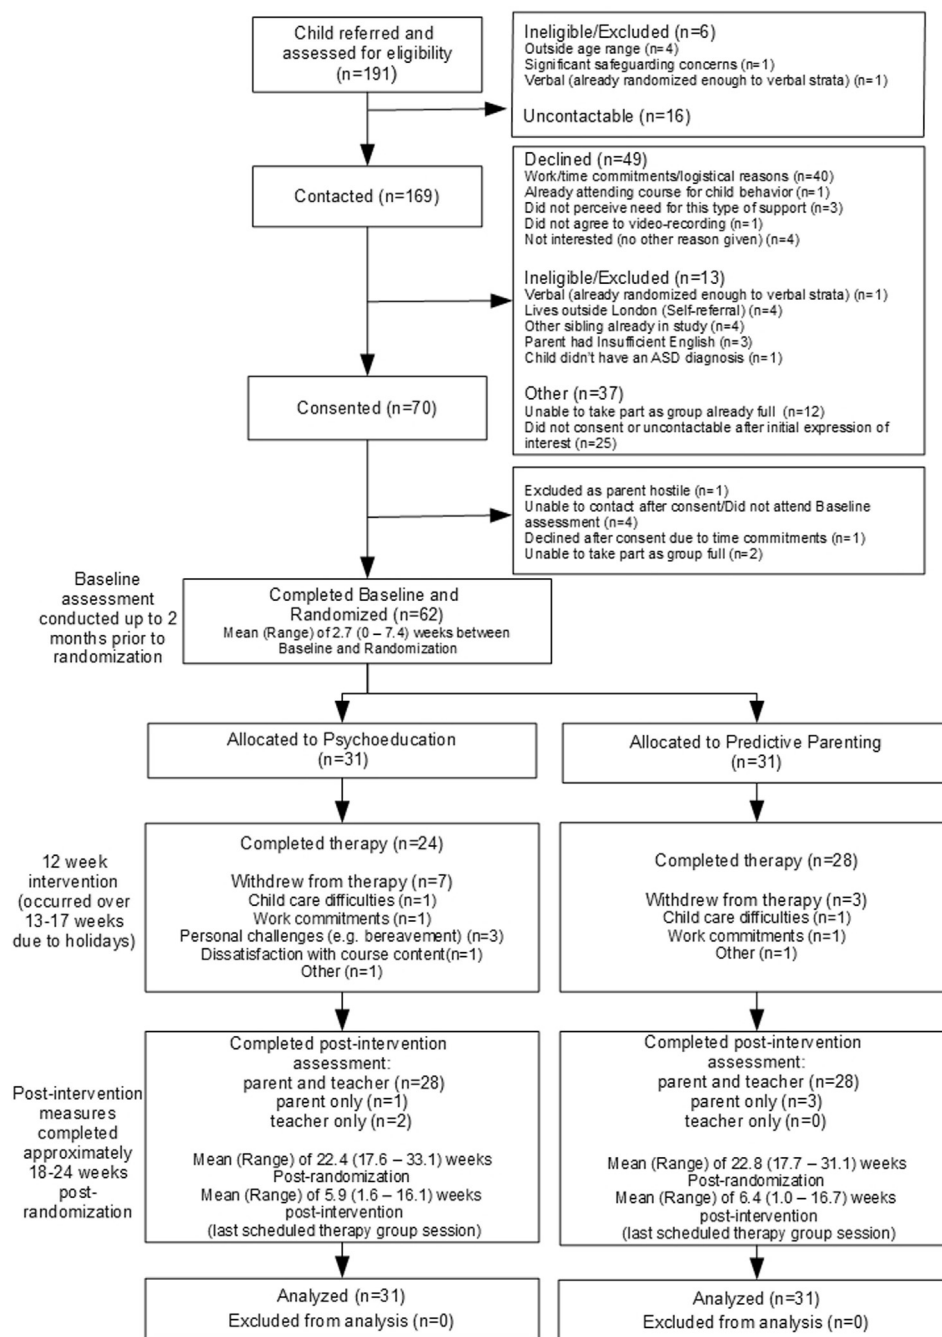 Child referred and
assessed for eligibility
(n=191)
Ineligible/Excluded (n=6)
Outside age range (n=4)
Significant safeguarding concerns (n=1)
Verbal (already randomized enough to verbal strata) (n=1)
Uncontactable (n=16)
Contacted (n=169)
Declined (n=49)
Work/time commitments/logistical reasons (n=40)
Already attending course for child behavior (n=1)
Did not perceive need for this type of support (n=3)
Did not agree to video-recording (n=1)
Not interested (no other reason given) (n=4)
Ineligible/Excluded (n=13)
Verbal (already randomized enough to verbal strata) (n=1)
Lives outside London (Self-referral) (n=4)
Other sibling already in study (n=4)
Parent had Insufficient English (n=3)
Child didn't have an ASD diagnosis (n=1)
Other (n=37)
Unable to take part as group already full (n=12)
Did not consent or uncontactable after initial expression of
interest (n=25)
Consented (n=70)
Excluded as parent hostile (n=1)
Unable to contact after consent/Did not attend Baseline
assessment (n=4)
Declined after consent due to time commitments (n=1)
Unable to take part as group full (n=2)
Baseline
assessment
conducted up to 2
months prior to
randomization
Completed Baseline and
Randomized (n=62)
Mean (Range) of 2.7 (0 – 7.4) weeks between
Baseline and Randomization
Allocated to Psychoeducation
(n=31)
Allocated to Predictive Parenting
(n=31)
12 week
intervention
(occurred over
13-17 weeks
due to holidays)
Completed therapy (n=24)
Withdrew from therapy (n=7)
Child care difficulties (n=1)
Work commitments (n=1)
Personal challenges (e.g. bereavement) (n=3)
Dissatisfaction with course content(n=1)
Other (n=1)
Completed therapy (n=28)
Withdrew from therapy (n=3)
Child care difficulties (n=1)
Work commitments (n=1)
Other (n=1)
Post-intervention
measures
completed
approximately
18-24 weeks
post-
randomization
Completed post-intervention
assessment:
parent and teacher (n=28)
parent only (n=1)
teacher only (n=2)
Mean (Range) of 22.4 (17.6 – 33.1) weeks
Post-randomization
Mean (Range) of 5.9 (1.6 – 16.1) weeks
post-intervention
(last scheduled therapy group session)
Completed post-intervention
assessment:
parent and teacher (n=28)
parent only (n=3)
teacher only (n=0)
Mean (Range) of 22.8 (17.7 – 31.1) weeks
Post-randomization
Mean (Range) of 6.4 (1.0 – 16.7) weeks
post-intervention
(last scheduled therapy group session)
Analyzed (n=31)
Excluded from analysis (n=0)
Analyzed (n=31)
Excluded from analysis (n=0)